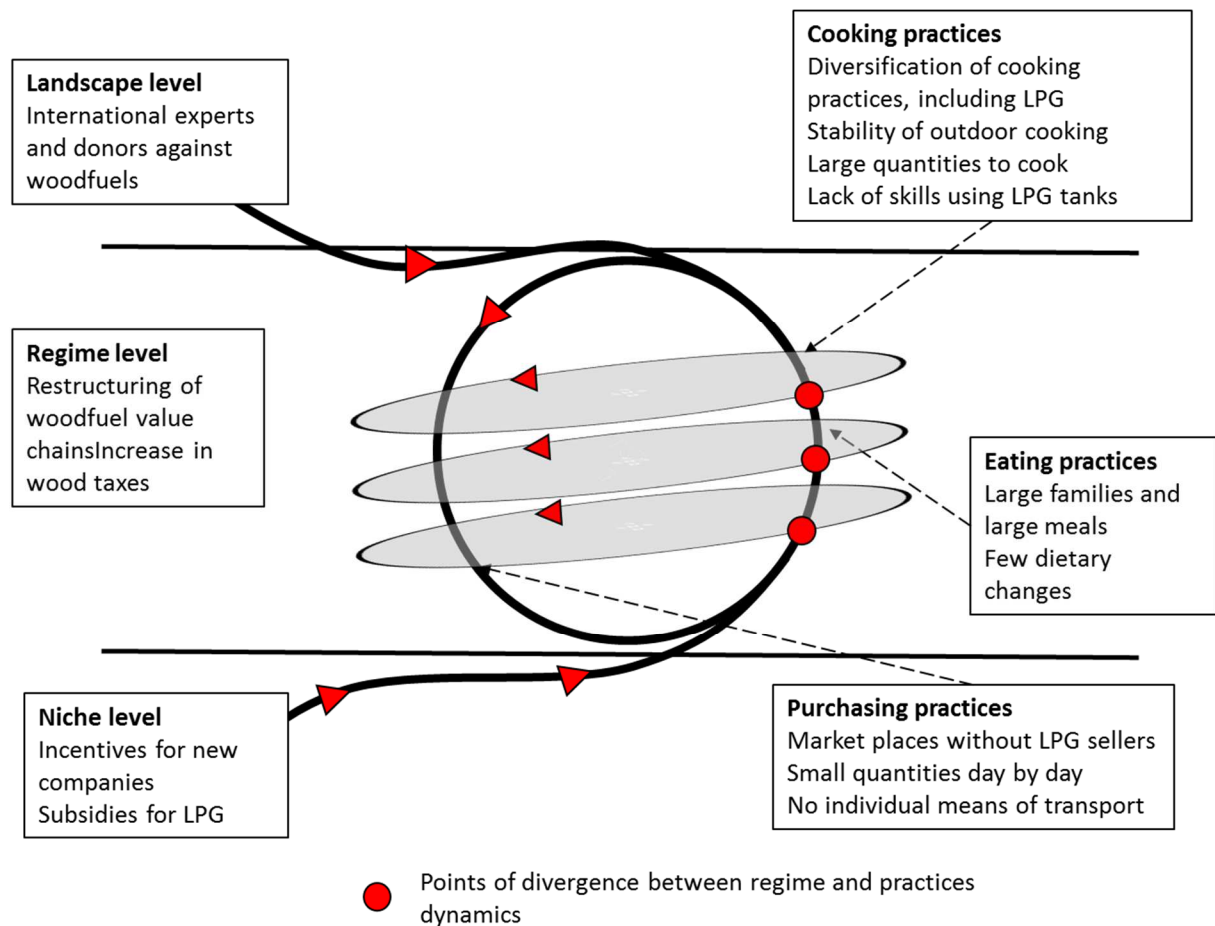 Landscape level
International experts
and donors against
woodfuels
Cooking practices
Diversification of cooking
practices, including LPG
Stability of outdoor cooking
Large quantities to cook
Lack of skills using LPG tanks
Regime level
Restructuring of
woodfuel value
chainsIncrease in
wood taxes
Eating practices
Large families and
large meals
Few dietary
changes
Niche level
Incentives for new
companies
Subsidies for LPG
Purchasing practices
Market places without LPG sellers
Small quantities day by day
No individual means of transport
Points of divergence between regime and practices
dynamics